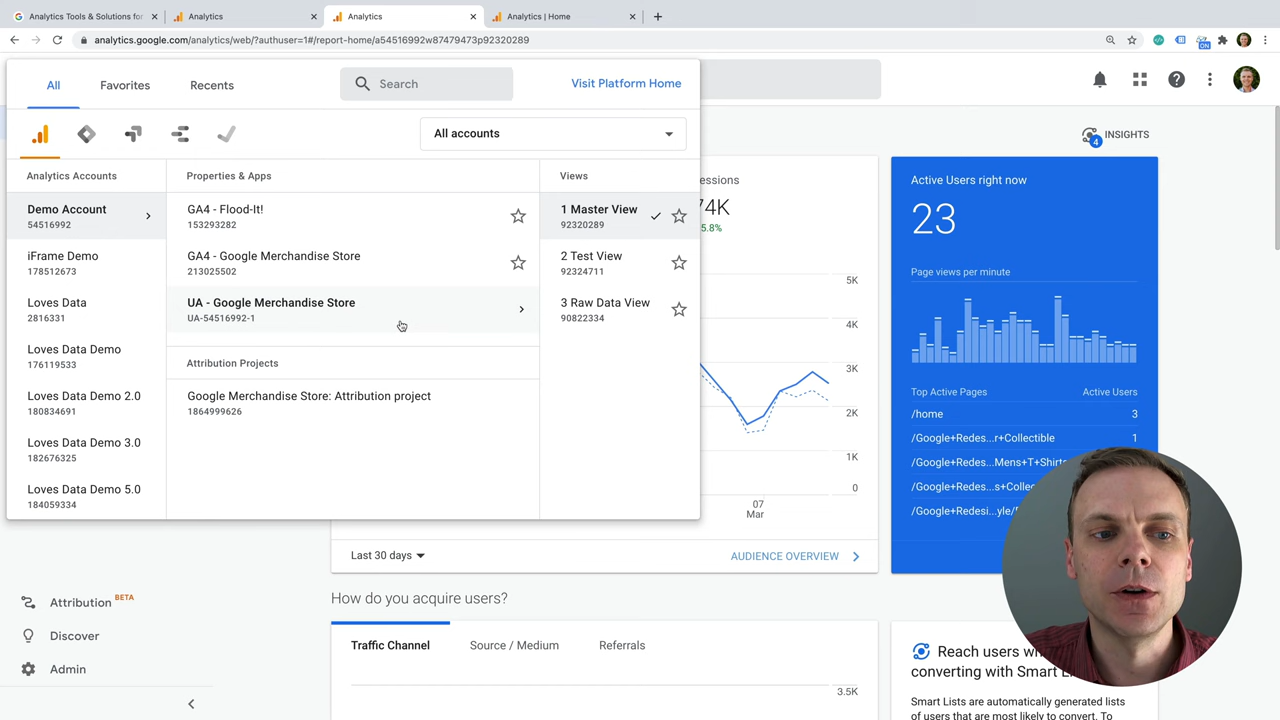 Analytics Tools & Solutions for
Analytics
Analytics
Analytics | Home
analytics.google.com/analytics/web/?authuser=1#/report-home/a54516992w87479473p92320289
ON
All
Favorites
Recents
Search
Visit Platform Home
All accounts
INSIGHTS
4
Analytics Accounts
Properties & Apps
Views
Demo Account
54516992
GA4 - Flood-It!
153293282
1 Master View
92320289
iFrame Demo
178512673
GA4 - Google Merchandise Store
213025502
2 Test View
92324711
Loves Data
2816331
UA - Google Merchandise Store
UA-54516992-1
3 Raw Data View
90822334
Loves Data Demo
176119533
Attribution Projects
Loves Data Demo 2.0
180834691
Google Merchandise Store: Attribution project
1864999626
Loves Data Demo 3.0
182676325
Loves Data Demo 5.0
184059334
essions
74K
5.8%
5K
4K
3K
2K
1K
0
07
Mar
Last 30 days
AUDIENCE OVERVIEW
Active Users right now
23
Page views per minute
Top Active Pages
Active Users
/home
3
/Google+Redes...r+Collectible
1
/Google+Redes...Mens+T+Shirts
/Google+Redes...s+Collec
/Google+Redesi...yle/
Attribution BETA
Discover
Admin
How do you acquire users?
Traffic Channel
Source / Medium
Referrals
3.5K
Reach users w
converting with Smart Li
Smart Lists are automatically generated lists
of users that are most likely to convert. To